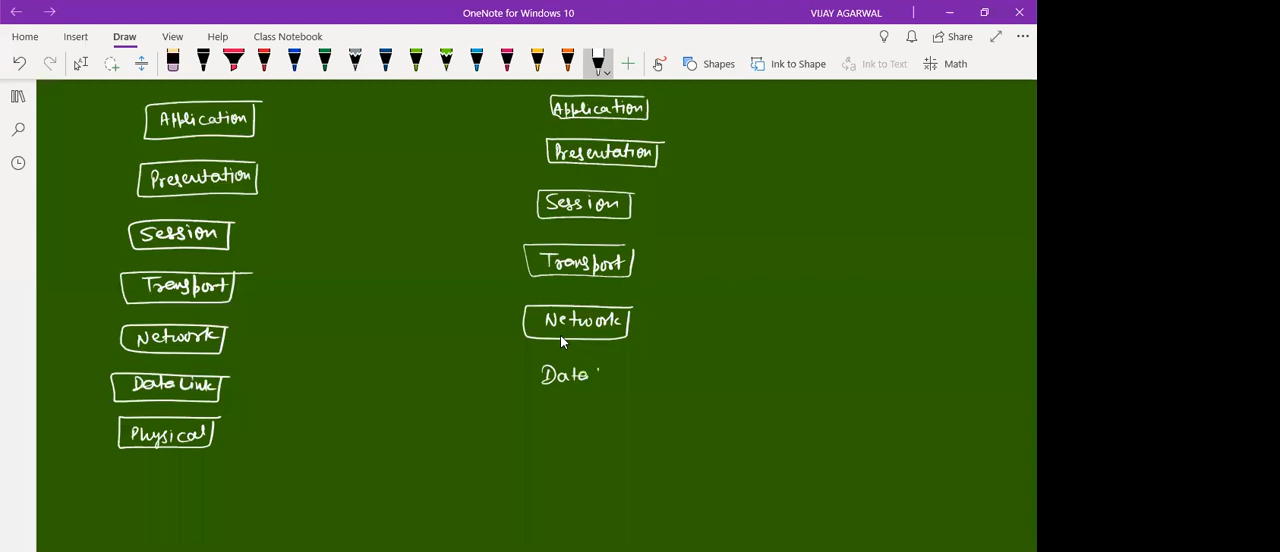 OneNote for Windows 10
VIJAY AGARWAL
Home Insert Draw View Help Class Notebook
Share
Shapes
Ink to Shape
Ink to Text
Math
Application
Presentation
Session
Transport
Network
Data Link
Physical
Application
Presentation
Session
Transport
Network
Data